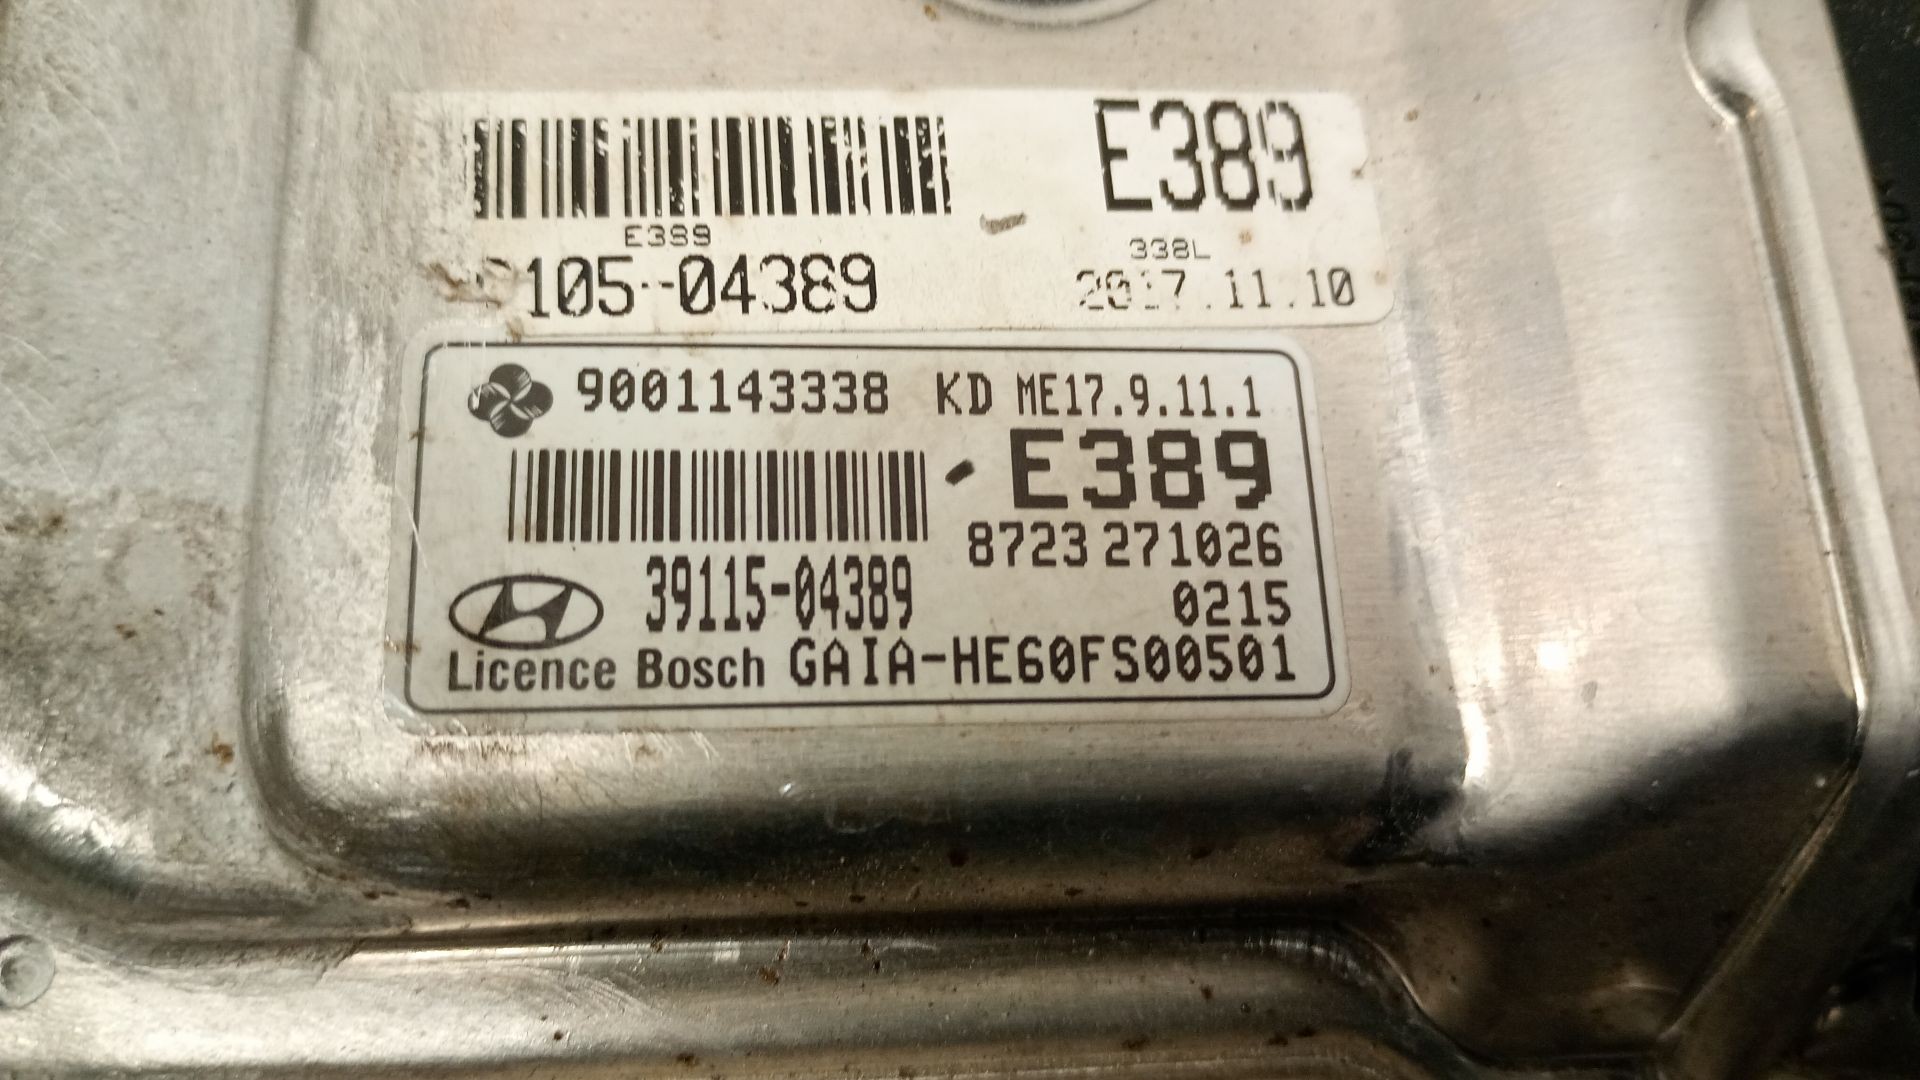 E389
E389
338L
105-04389
2017.11.10
9001143338 KD ME17.9.11.1
E389
8723 271026
39115-04389
0215
Licence Bosch GAIA-HE60FS00501